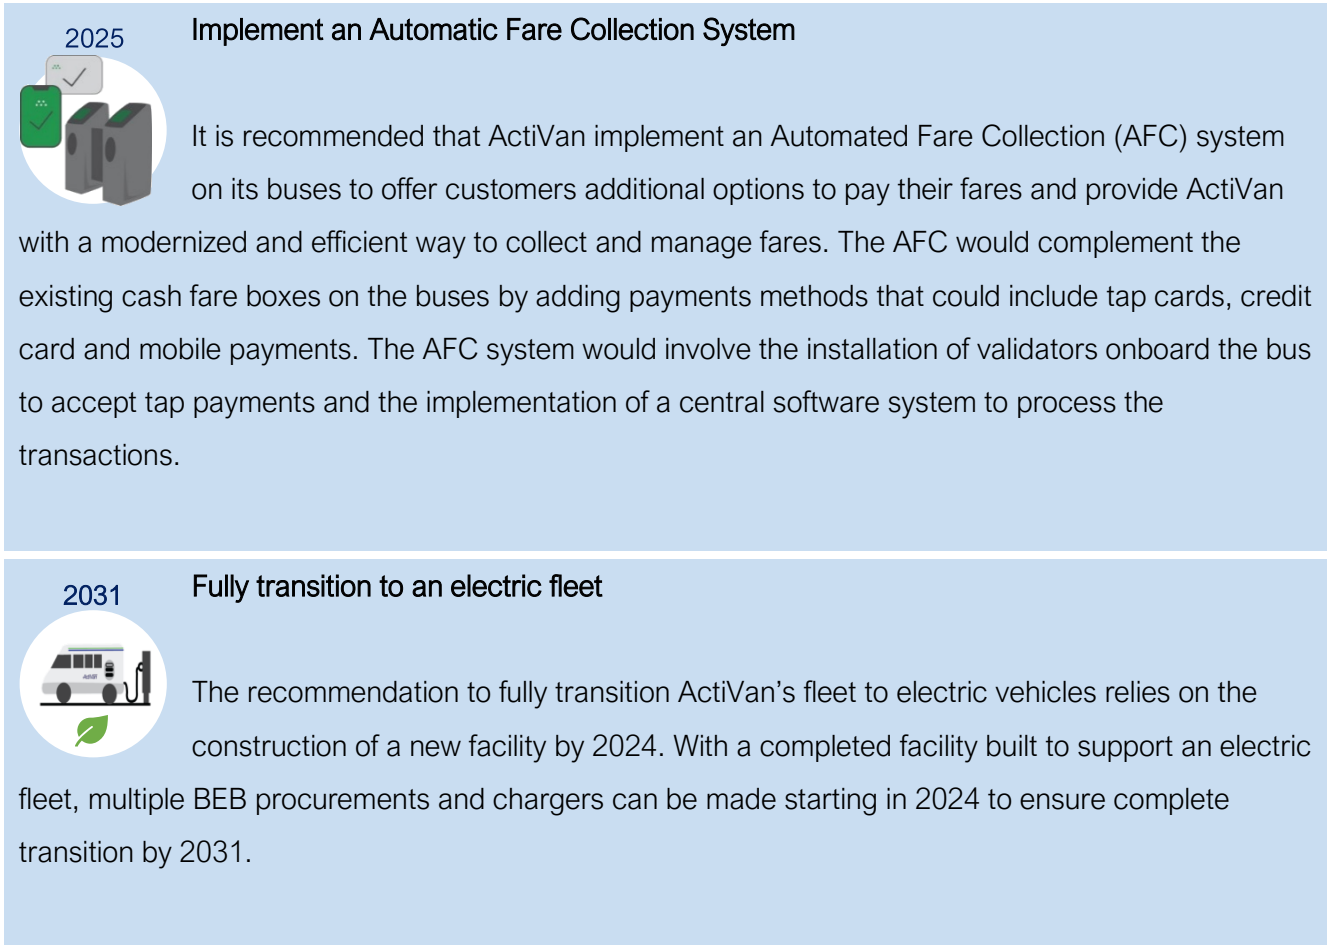 2025
Implement an Automatic Fare Collection System
It is recommended that ActiVan implement an Automated Fare Collection (AFC) system
on its buses to offer customers additional options to pay their fares and provide ActiVan
with a modernized and efficient way to collect and manage fares. The AFC would complement the
existing cash fare boxes on the buses by adding payments methods that could include tap cards, credit
card and mobile payments. The AFC system would involve the installation of validators onboard the bus
to accept tap payments and the implementation of a central software system to process the
transactions.
2031
Fully transition to an electric fleet
ActiVan
The recommendation to fully transition ActiVan’s fleet to electric vehicles relies on the
construction of a new facility by 2024. With a completed facility built to support an electric
fleet, multiple BEB procurements and chargers can be made starting in 2024 to ensure complete
transition by 2031.